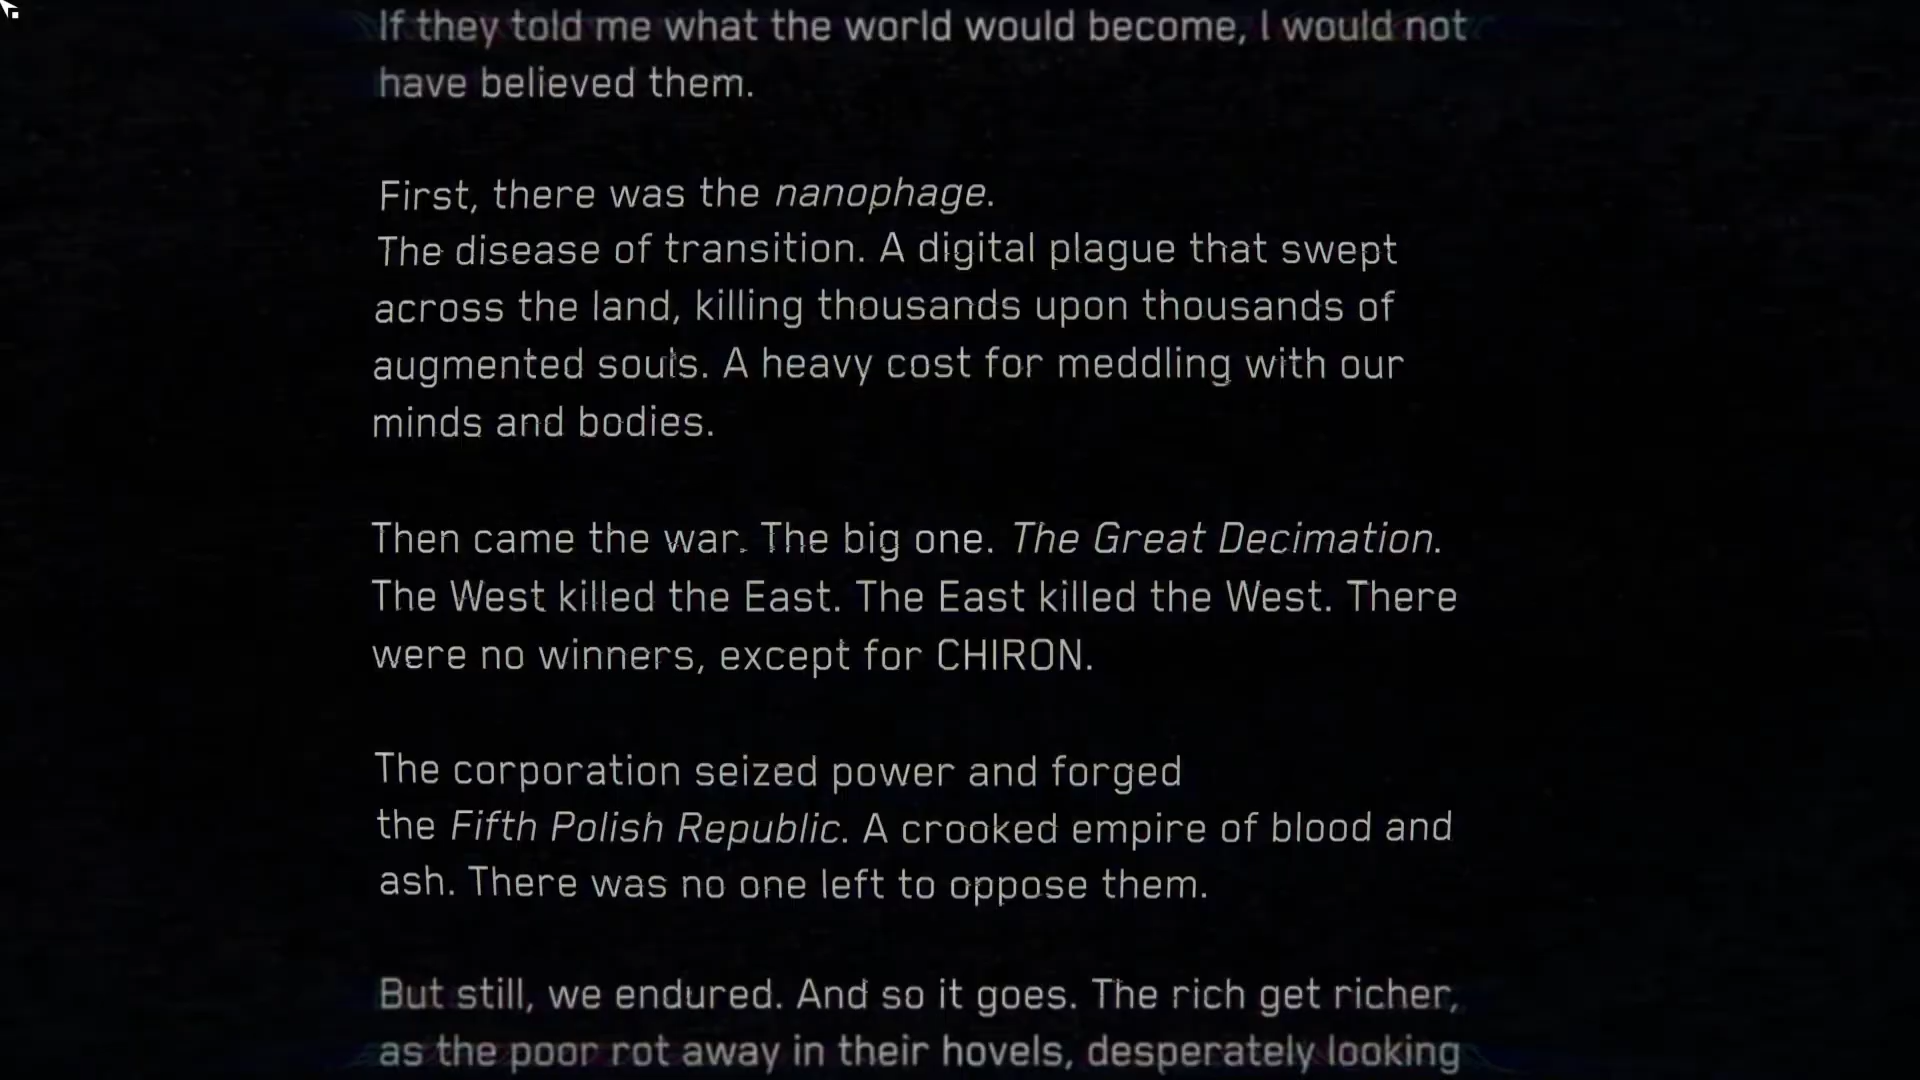 If they told me what the world would become, I would not
have believed them.
First, there was the nanophage.
The disease of transition. A digital plague that swept
across the land, killing thousands upon thousands of
augmented souls. A heavy cost for meddling with our
minds and bodies.
Then came the war. The big one. The Great Decimation.
The West killed the East. The East killed the West. There
were no winners, except for CHIRON.
The corporation seized power and forged
the Fifth Polish Republic. A crooked empire of blood and
ash. There was no one left to oppose them.
But still, we endured. And so it goes. The rich get richer,
as the poor rot away in their hovels, desperately looking